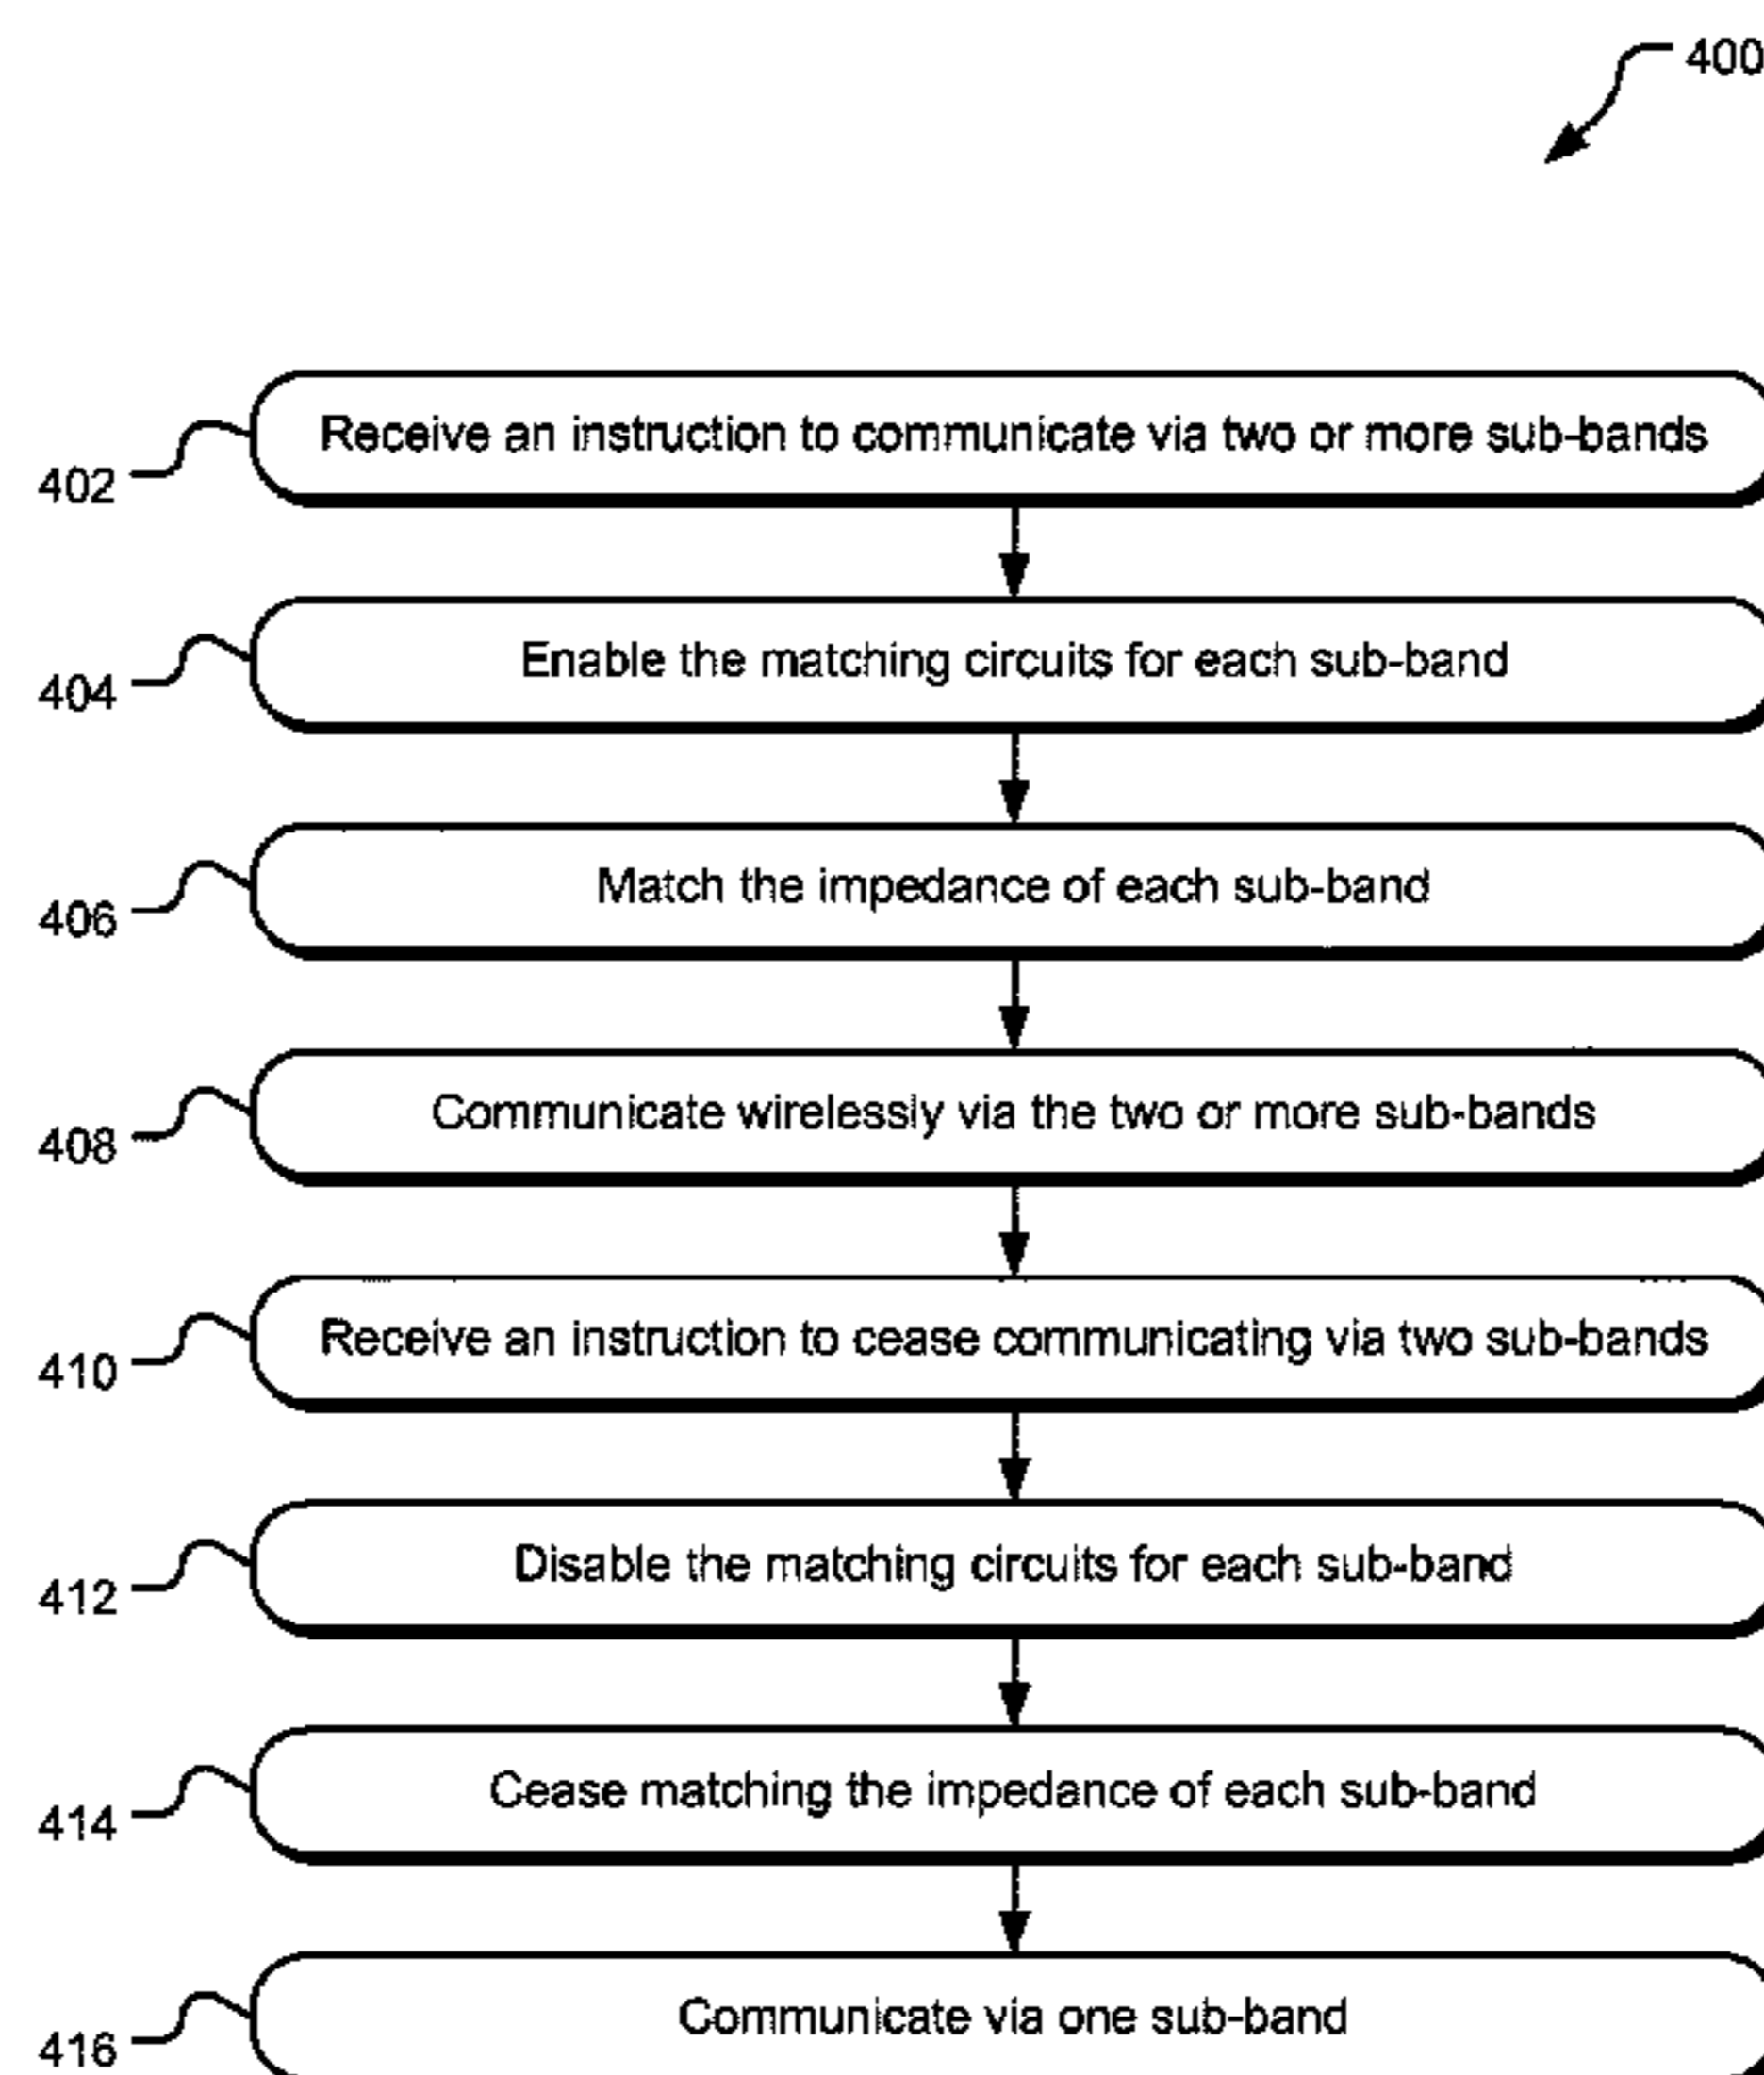 400
Receive an instruction to communicate via two or more sub-bands
402
Enable the matching circuits for each sub-band
404
Match the impedance of each sub-band
406
Communicate wirelessly via the two or more sub-bands
408
Receive an instruction to cease communicating via two sub-bands
410
Disable the matching circuits for each sub-band
412
Cease matching the impedance of each sub-band
414
Communicate via one sub-band
416